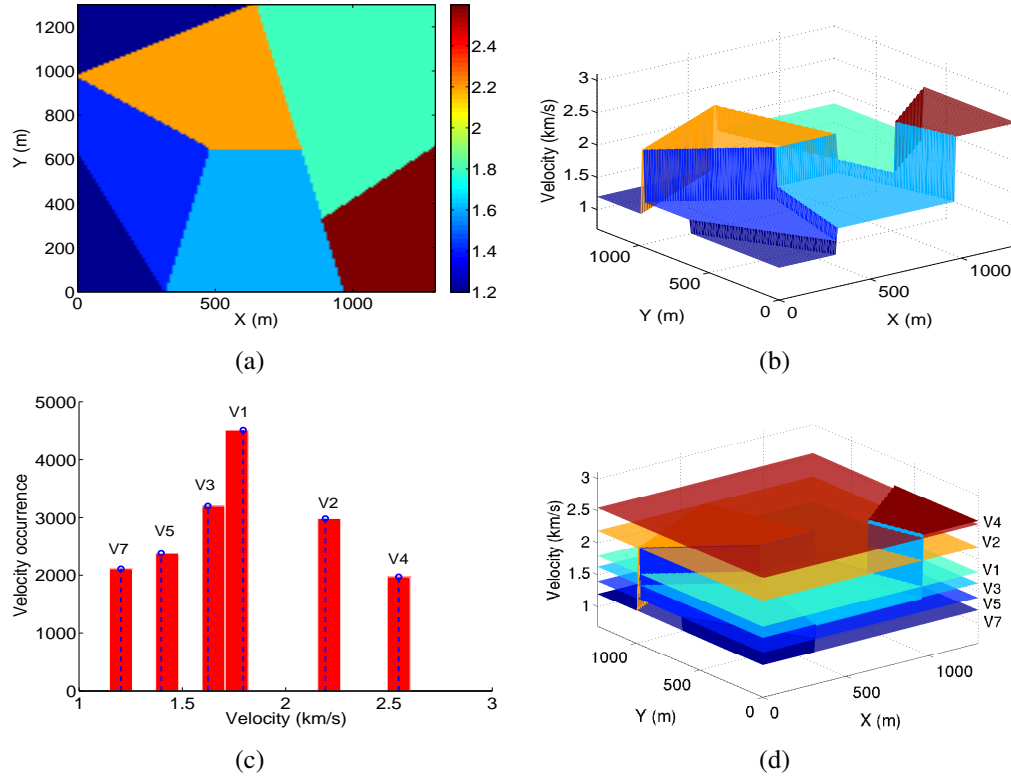 1200
1000
800
600
400
200
0
Y (m)
0
500
1000
X (m)
2.4
2.2
2
1.8
1.6
1.4
1.2
(a)
3
2.5
2
1.5
1
Velocity (km/s)
1000
500
0
Y (m)
0
500
1000
X (m)
(b)
5000
4000
3000
2000
1000
0
Velocity occurrence
V7
V5
V3
V1
V2
V4
1
1.5
2
2.5
3
Velocity (km/s)
(c)
3
2.5
2
1.5
1
Velocity (km/s)
V4
V2
V1
V3
V5
V7
1000
500
0
Y (m)
0
500
1000
X (m)
(d)